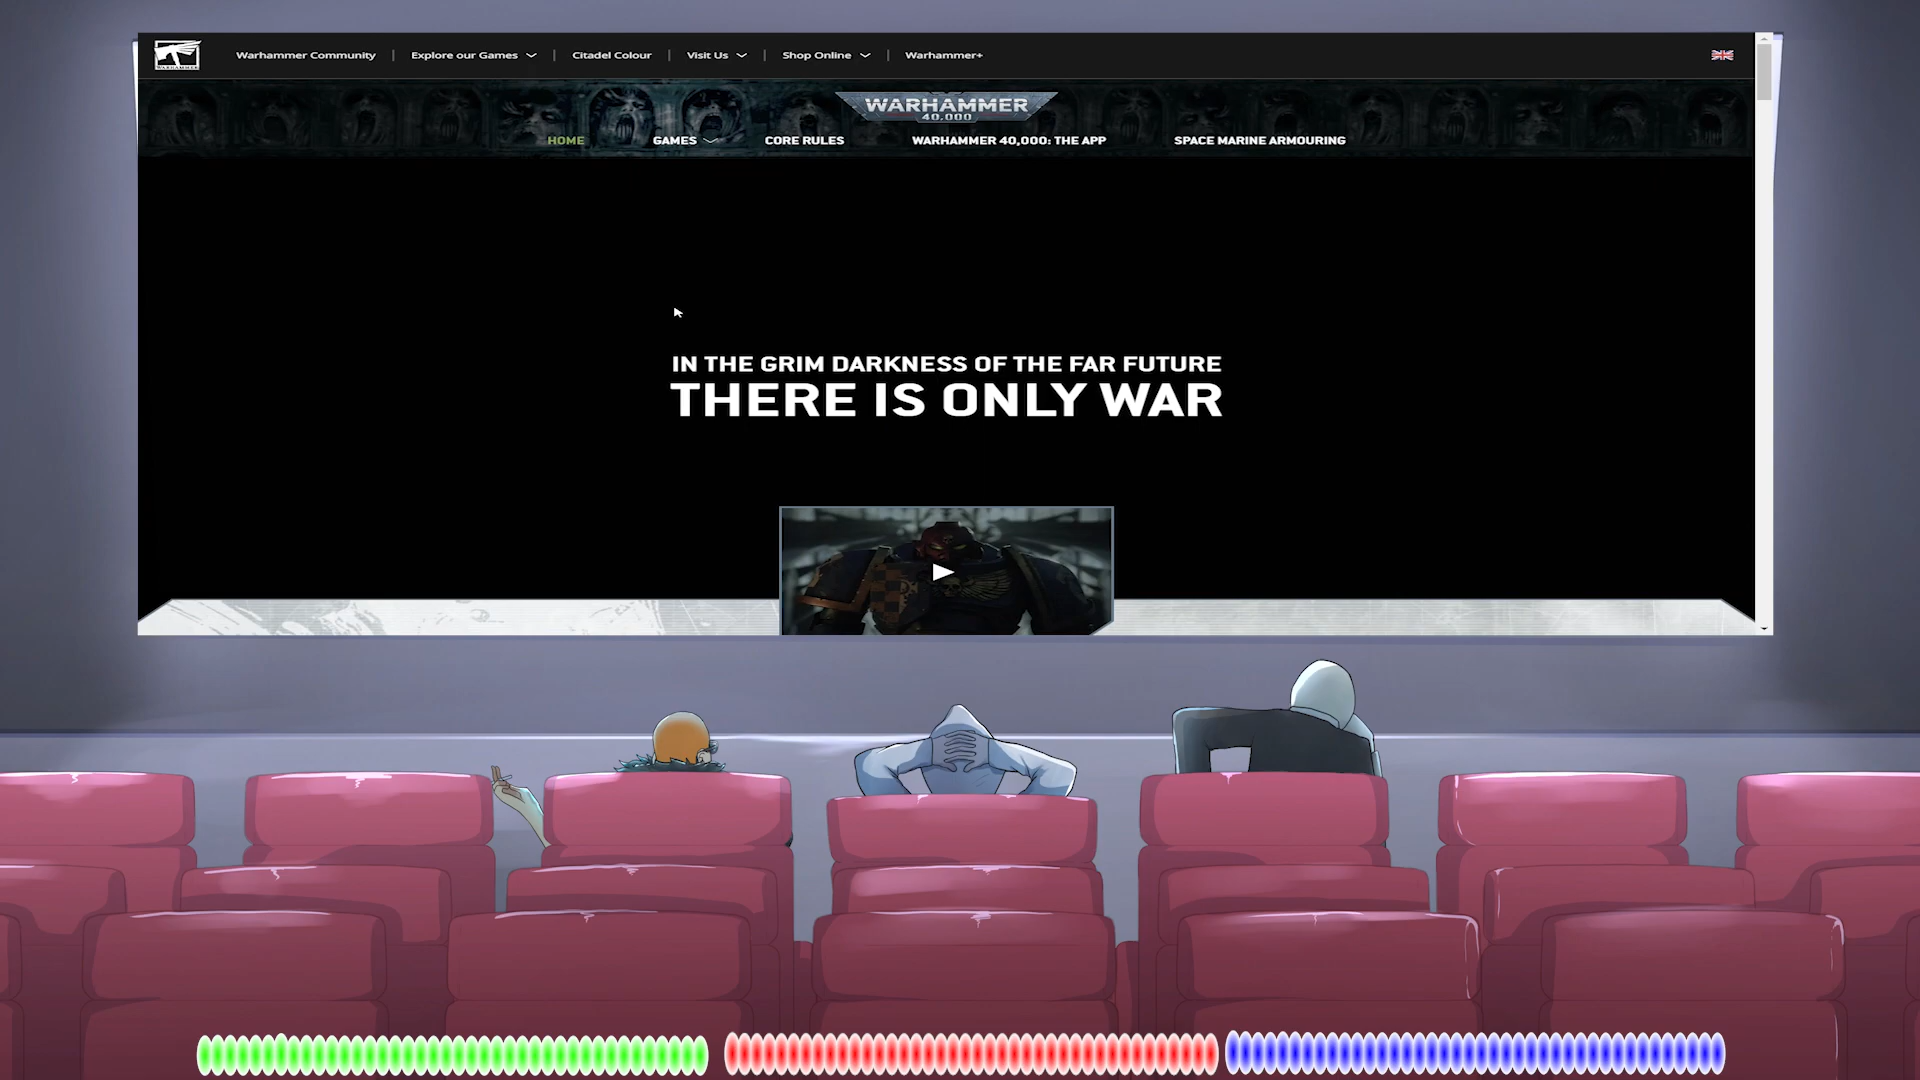 WARHAMMER
Warhammer Community | Explore our Games | Citadel Colour | Visit Us | Shop Online | Warhammer+
WARHAMMER
40,000
HOME GAMES CORE RULES WARHAMMER 40,000: THE APP SPACE MARINE ARMOURING
IN THE GRIM DARKNESS OF THE FAR FUTURE
THERE IS ONLY WAR